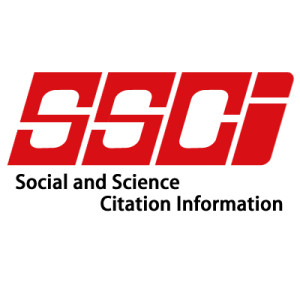 SSCi
Social and Science
Citation Information